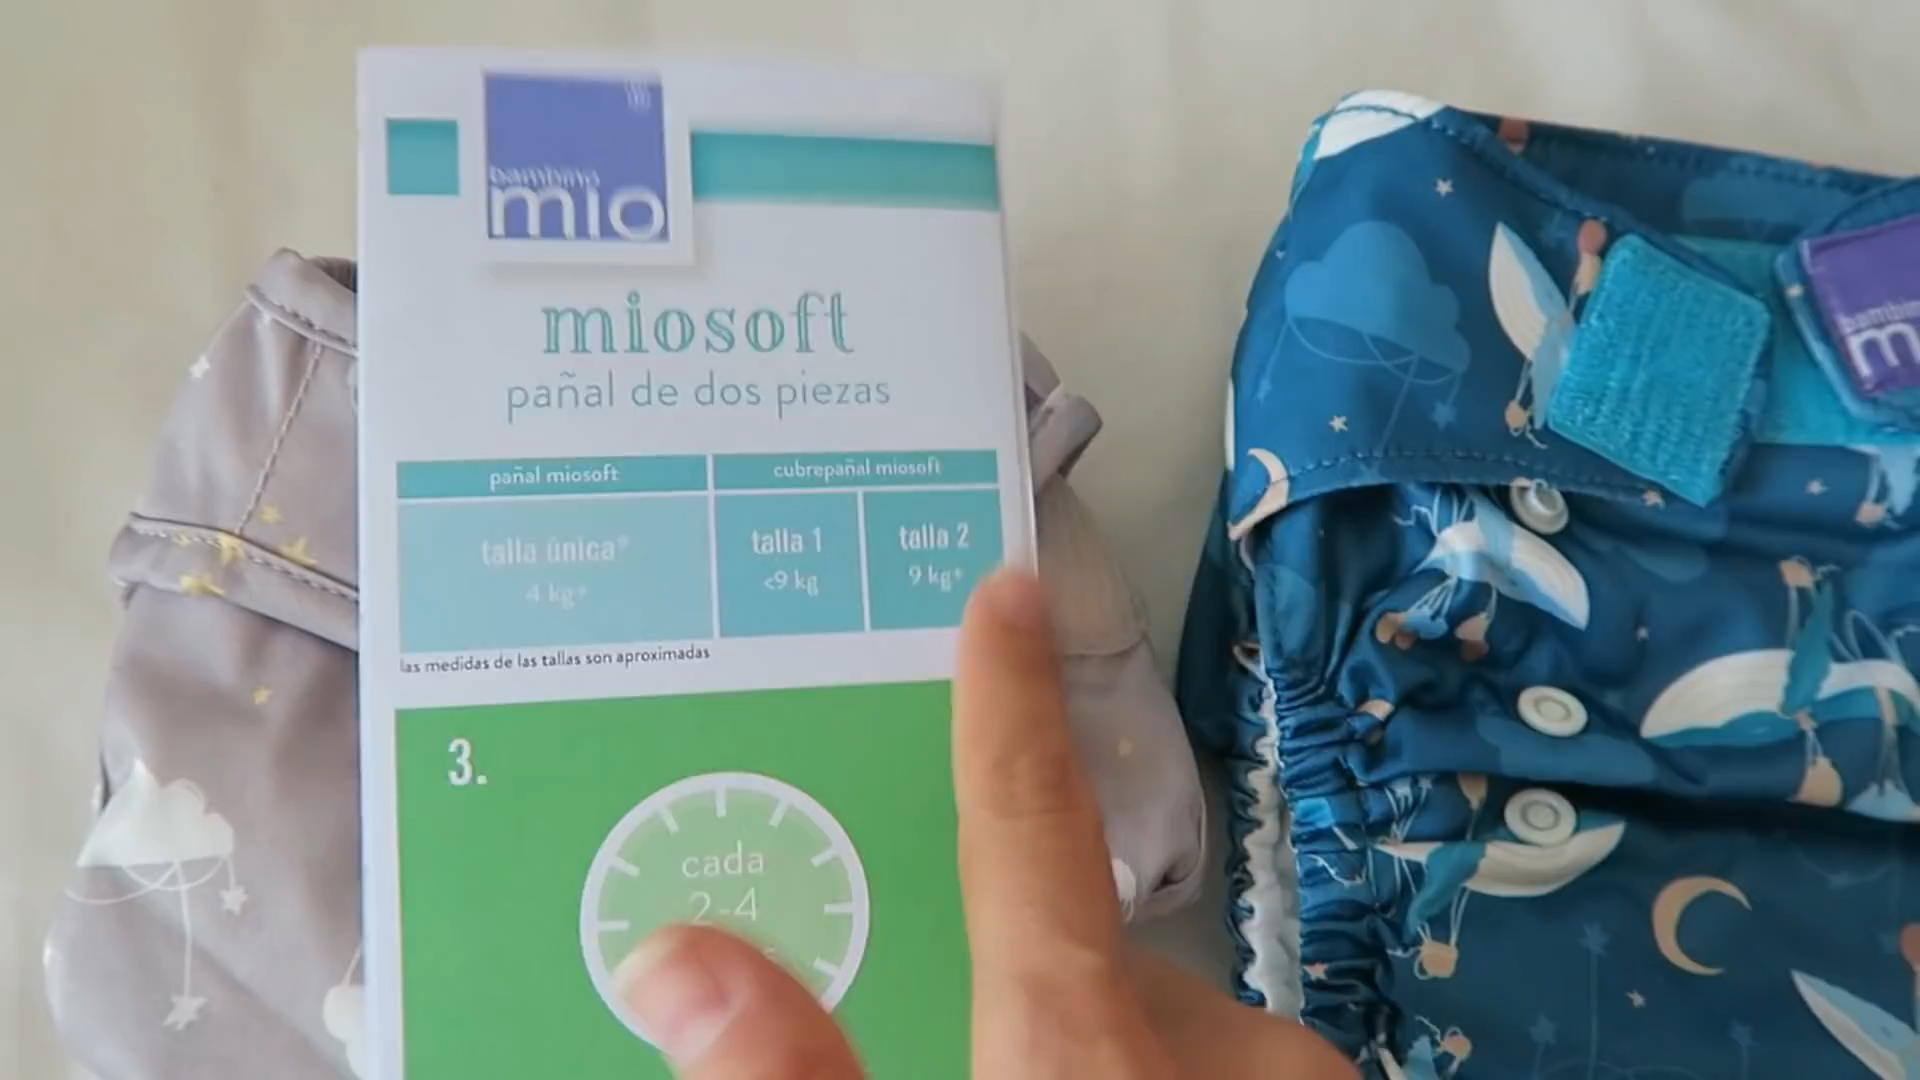 bambino
mio
miosoft
pañal de dos piezas
pañal miosoft
cubrepañal miosoft
talla única*
4 kg+
talla 1
<9 kg
talla 2
9 kg+
las medidas de las tallas son aproximadas
3.
cada
2-4
bambino
m